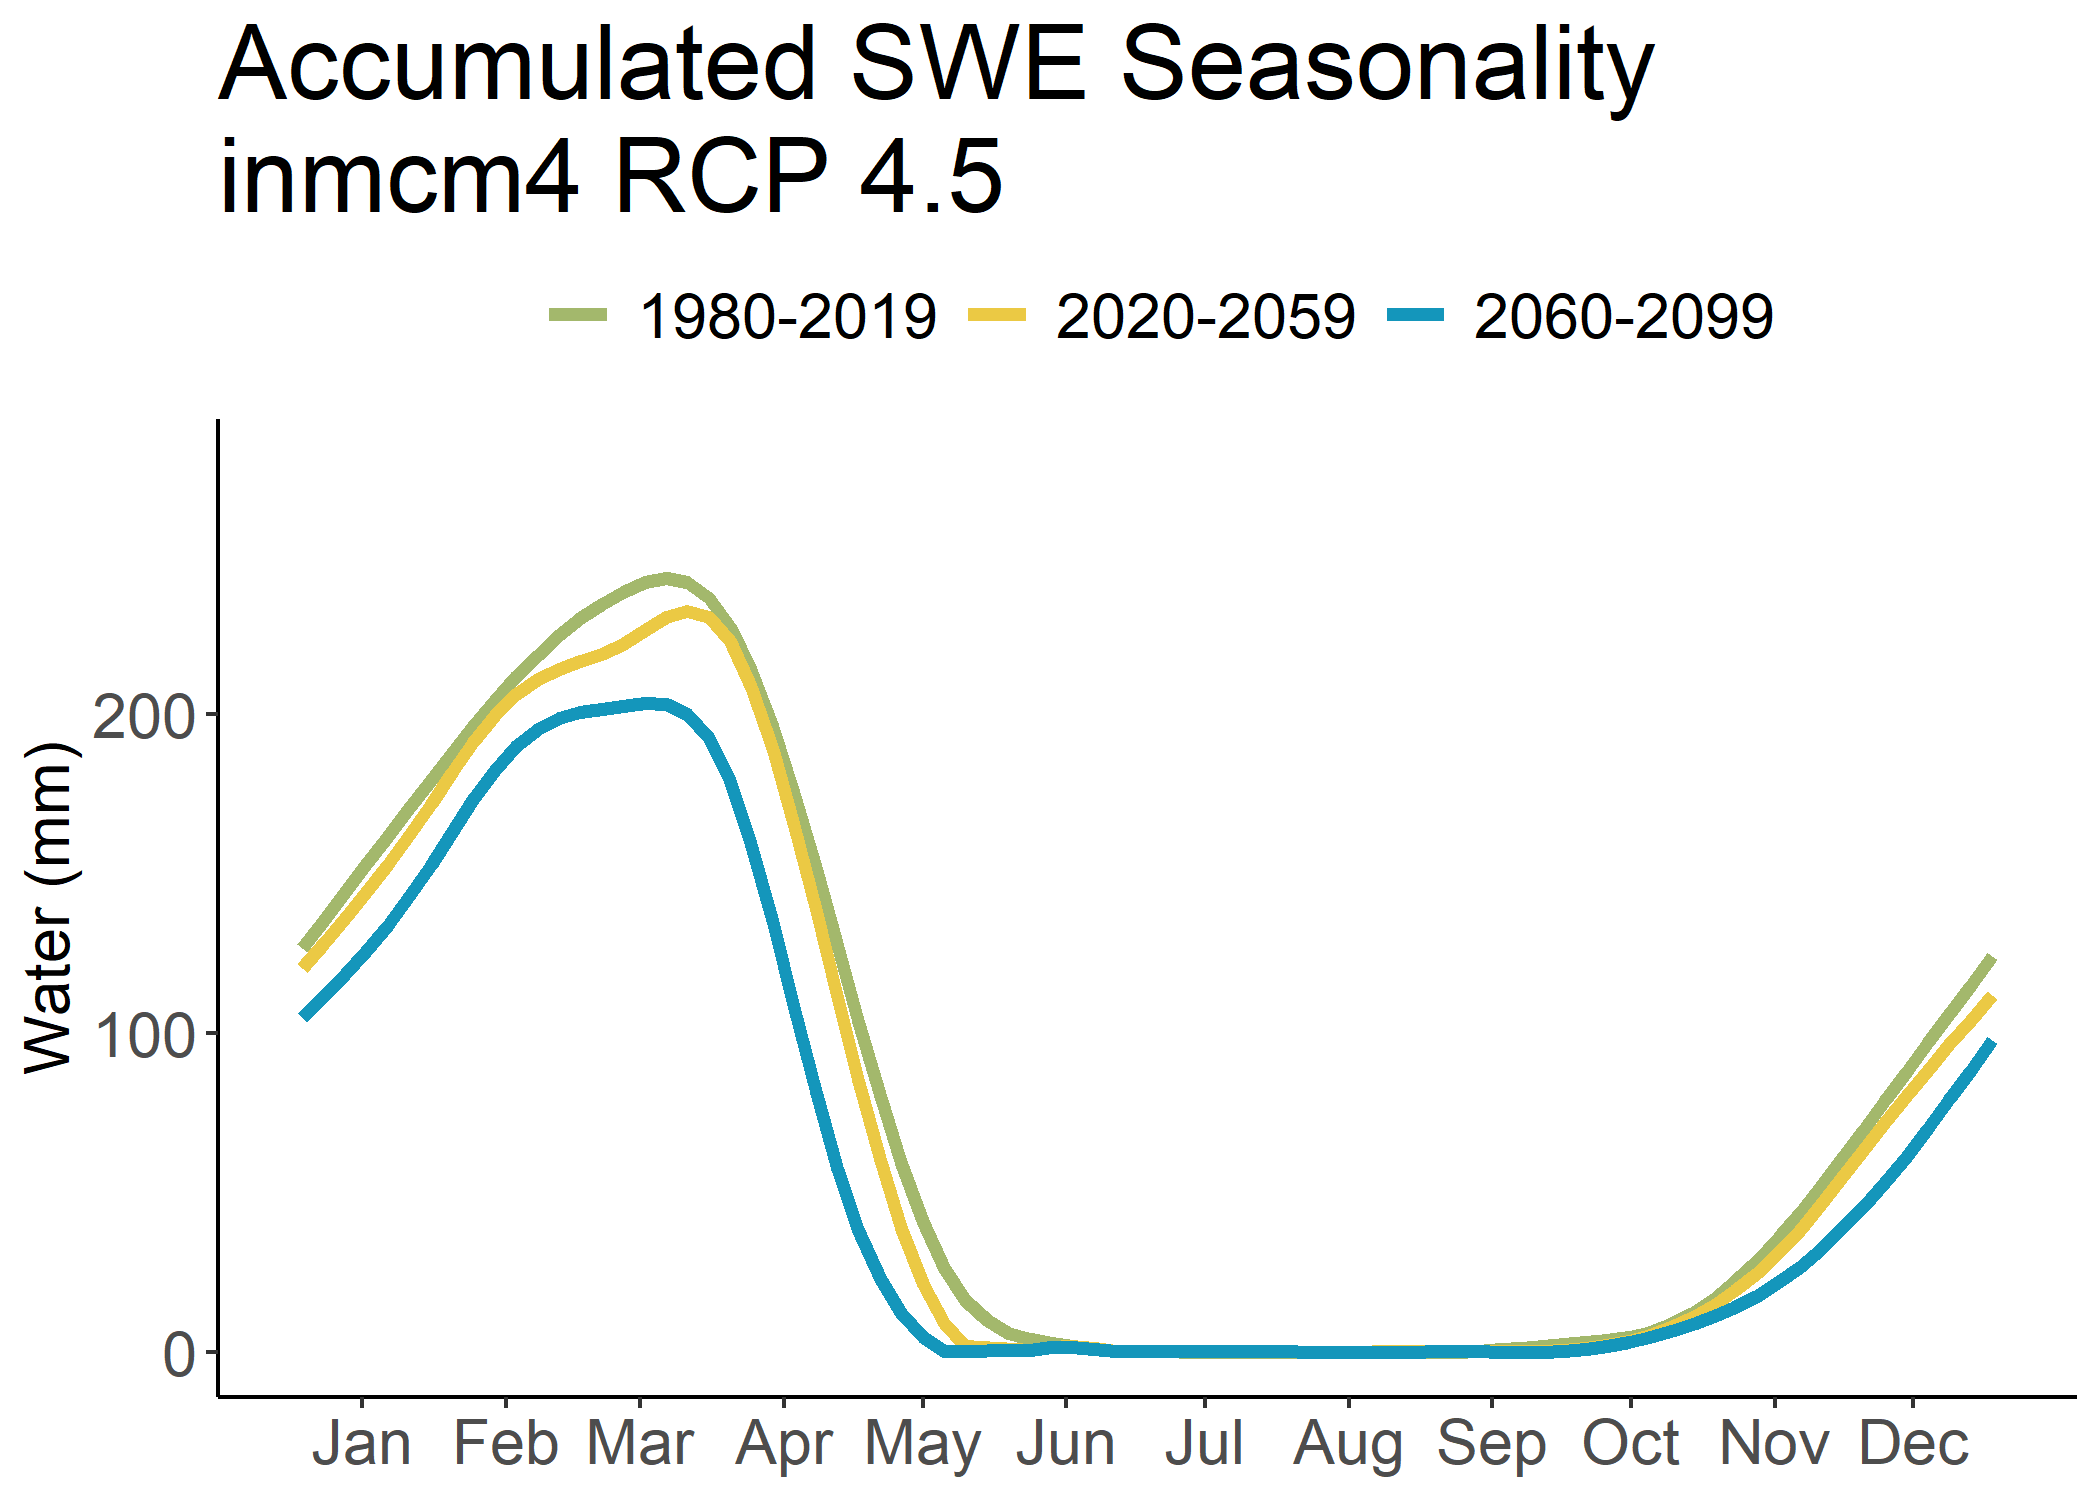 Accumulated SWE Seasonality
inmcm4 RCP 4.5
1980-2019 2020-2059 2060-2099
Water (mm)
200
100
0
Jan Feb Mar Apr May Jun Jul Aug Sep Oct Nov Dec